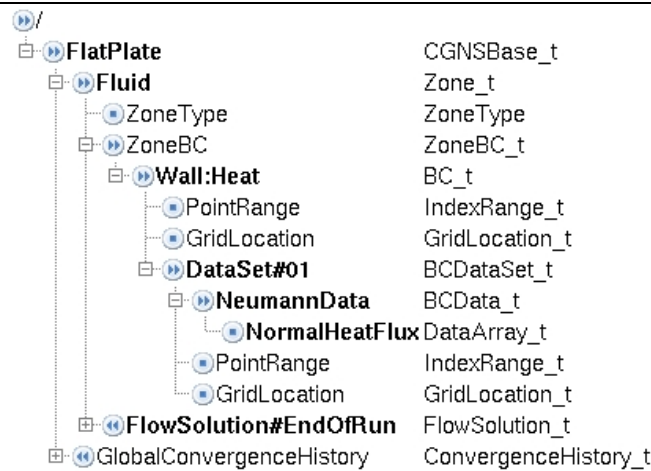 /
FlatPlate CGNSBase_t
Fluid Zone_t
ZoneType ZoneType
ZoneBC ZoneBC_t
Wall:Heat BC_t
PointRange IndexRange_t
GridLocation GridLocation_t
DataSet#01 BCDataSet_t
NeumannData BCData_t
NormalHeatFlux DataArray_t
PointRange IndexRange_t
GridLocation GridLocation_t
FlowSolution#EndOfRun FlowSolution_t
GlobalConvergenceHistory ConvergenceHistory_t